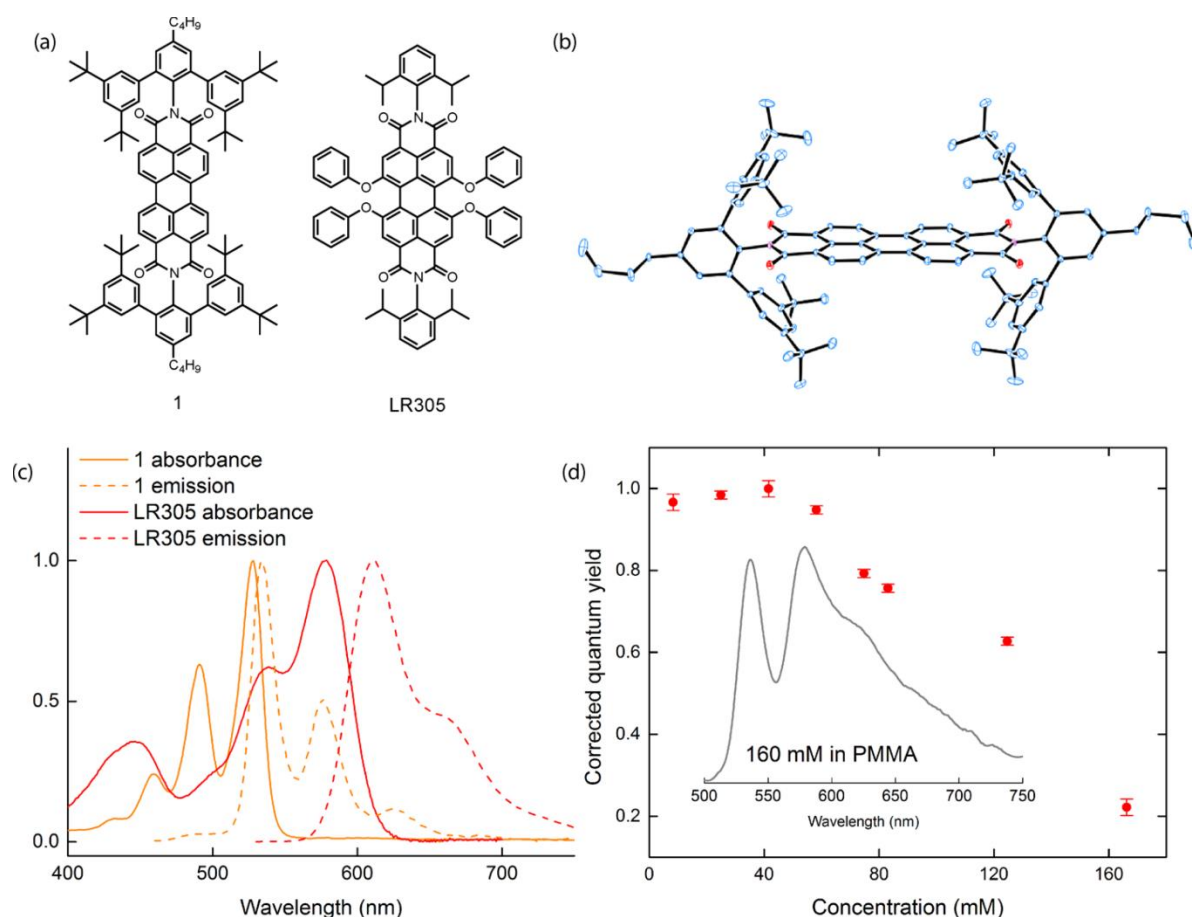 (a)
C4H9
O
N
O
O
N
O
C4H9
1
O
N
O
O
O
O
O
O
N
O
LR305
(b)
(c)
1 absorbance
1 emission
LR305 absorbance
LR305 emission
1.0
0.5
0.0
400
500
600
700
Wavelength (nm)
(d)
Corrected quantum yield
1.0
0.8
0.6
0.4
0.2
160 mM in PMMA
500
550
600
650
700
750
Wavelength (nm)
0
40
80
120
160
Concentration (mM)